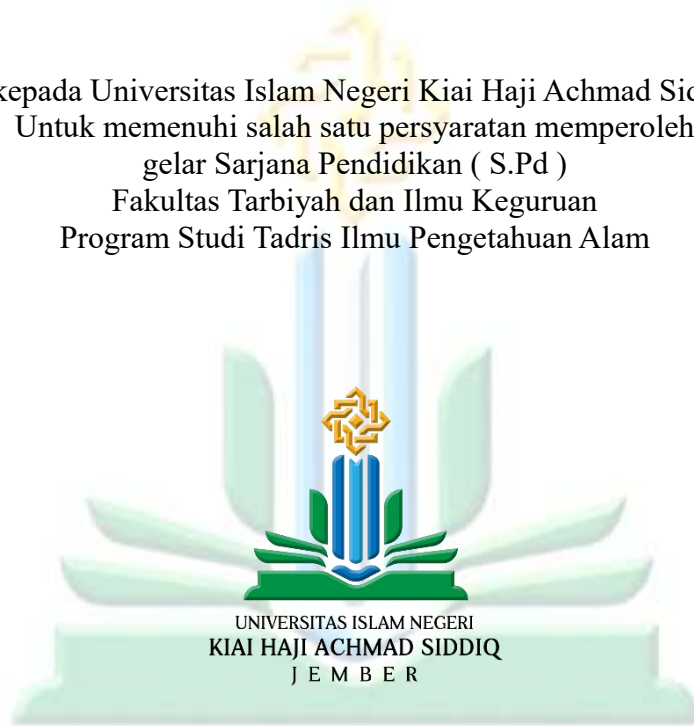 kepada Universitas Islam Negeri Kiai Haji Achmad
Untuk memenuhi salah satu persyaratan memperoleh
gelar Sarjana Pendidikan ( S.Pd )
Fakultas Tarbiyah dan Ilmu Keguruan
Program Studi Tadris Ilmu Pengetahuan Alam
UNIVERSITAS ISLAM NEGERI
KIAI HAJI ACHMAD SIDDIQ
JEMBER